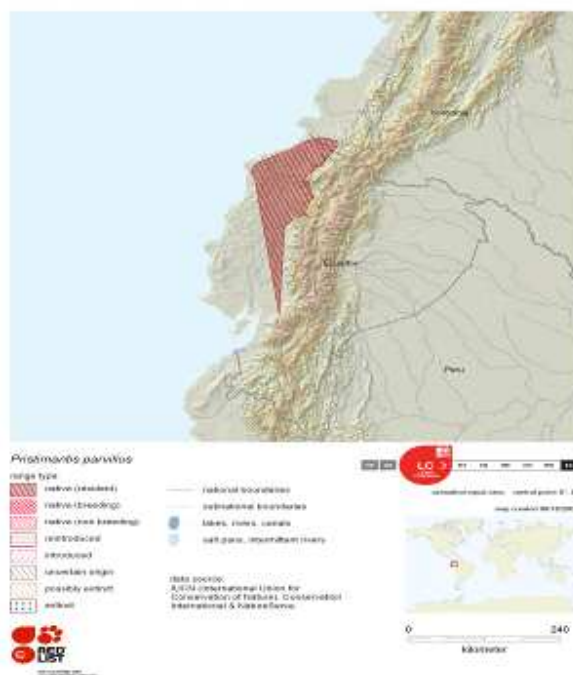 Colombia
Ecuador
Peru
Pristimantis parvillus
range type
native (resident)
native (breeding)
native (non breeding)
reintroduced
introduced
uncertain origin
possibly extinct
extinct
national boundaries
subnational boundaries
lakes, rivers, canals
salt pans, intermittent rivers
data source:
IUCN (International Union for
Conservation of Nature), Conservation
International & NatureServe
LC
map created
0 240
kilometer
RED
LIST